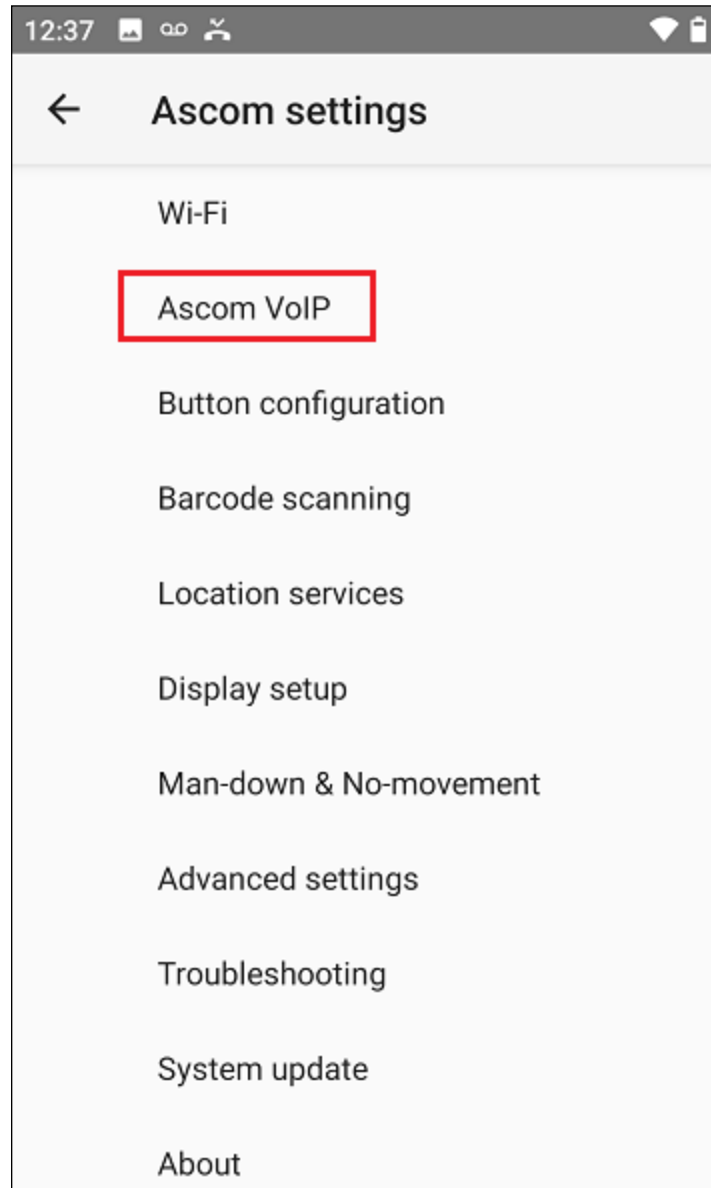 12:37
Ascom settings
Wi-Fi
Ascom VoIP
Button configuration
Barcode scanning
Location services
Display setup
Man-down & No-movement
Advanced settings
Troubleshooting
System update
About